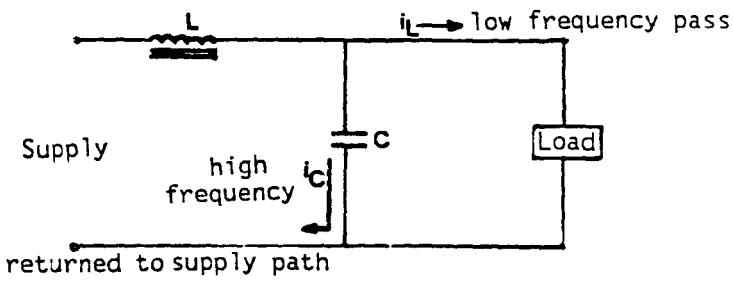 L
iL
low frequency pass
C
Load
Supply
high
frequency
iC
returned to supply path